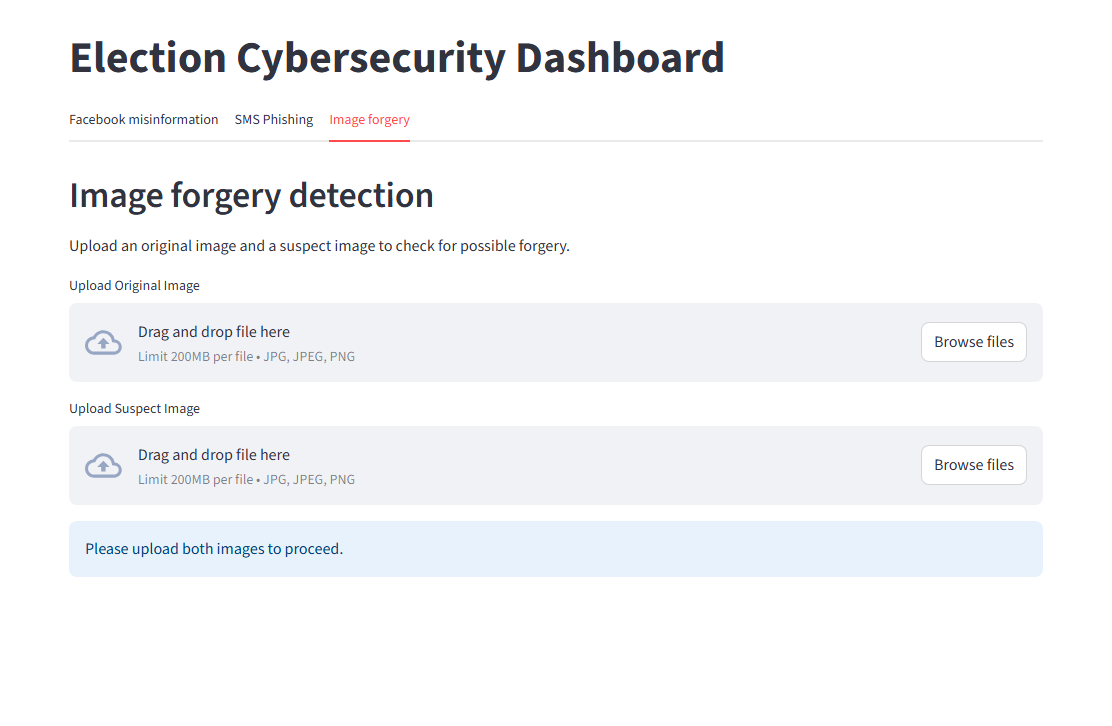 Election Cybersecurity Dashboard
Facebook misinformation SMS Phishing Image forgery
Image forgery detection
Upload an original image and a suspect image to check for possible forgery.
Upload Original Image
Drag and drop file here
Limit 200MB per file • JPG, JPEG, PNG
Browse files
Upload Suspect Image
Drag and drop file here
Limit 200MB per file • JPG, JPEG, PNG
Browse files
Please upload both images to proceed.